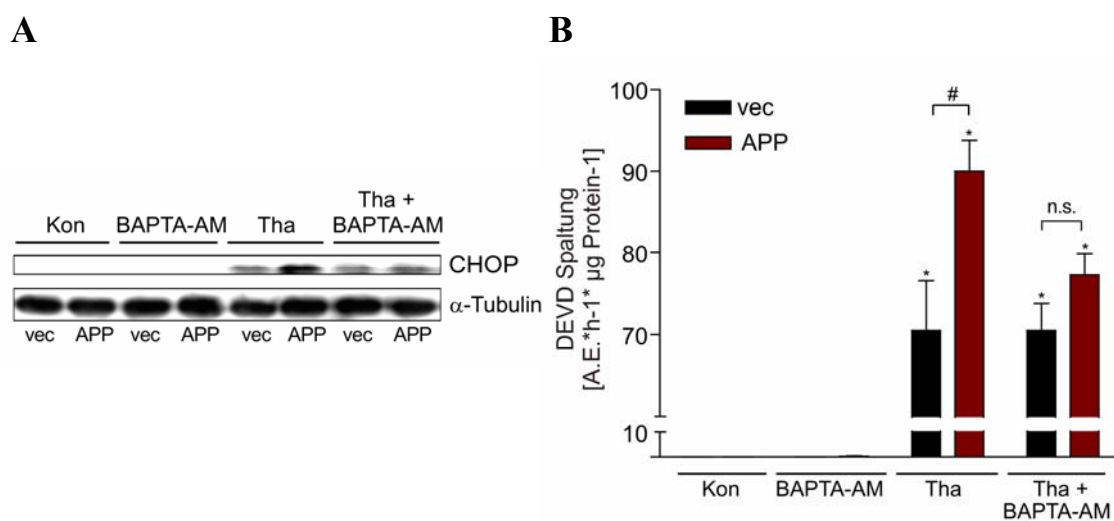 A
Kon BAPTA-AM Tha Tha + BAPTA-AM
CHOP
α-Tubulin
vec APP vec APP vec APP vec APP
B
DEVD Spaltung
[A.E.*h-1* µg Protein-1]
100
90
80
70
10
vec
APP
#
*
*
n.s.
*
*
Kon BAPTA-AM Tha Tha +
BAPTA-AM